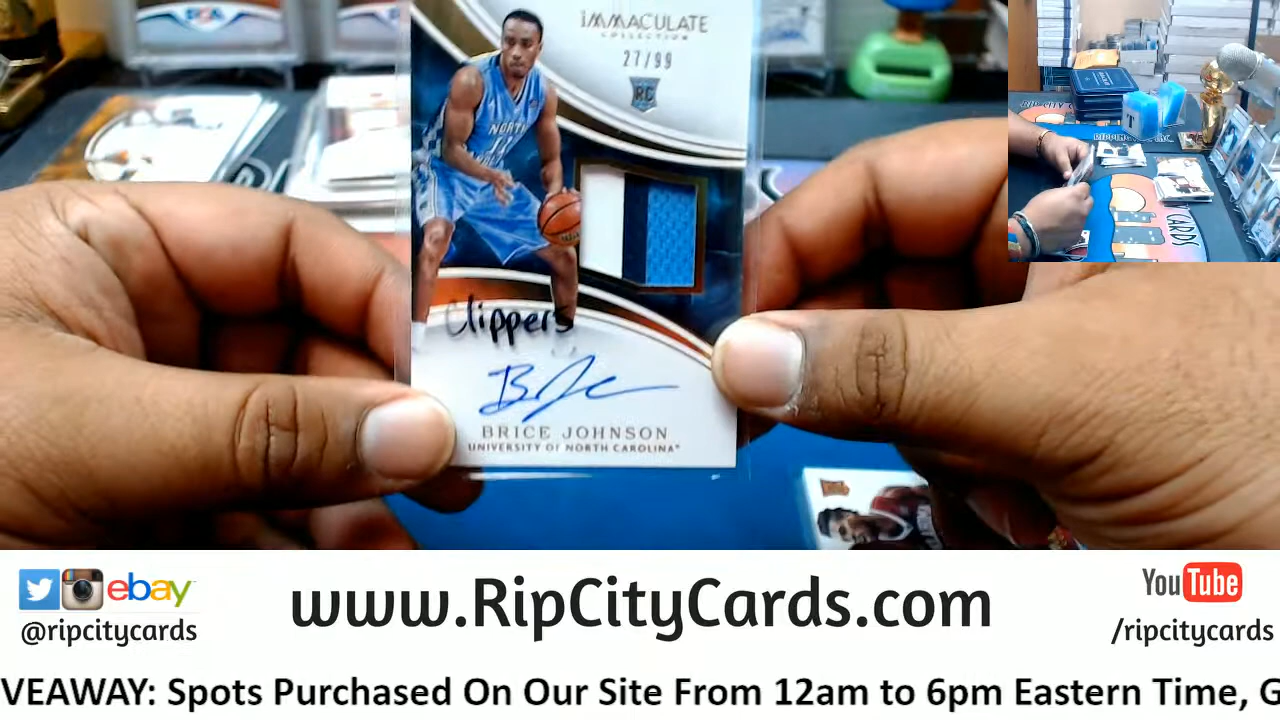 IMMACULATE
COLLECTION
27/99
RC
NORTH
Clippers
BRICE JOHNSON
UNIVERSITY OF NORTH CAROLINA
ebay
@ripcitycards
www.RipCityCards.com
You Tube
/ripcitycards
VEAWAY: Spots Purchased On Our Site From 12am to 6pm Eastern Time, G